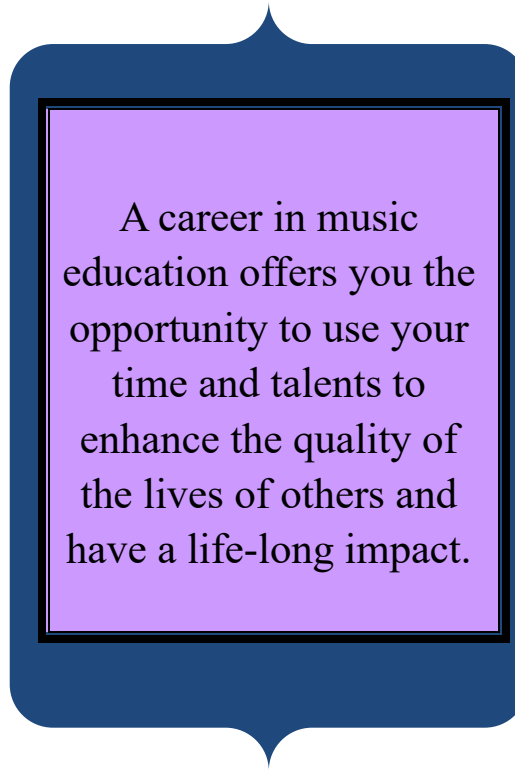 A career in music
education offers you the
opportunity to use your
time and talents to
enhance the quality of
the lives of others and
have a life-long impact.